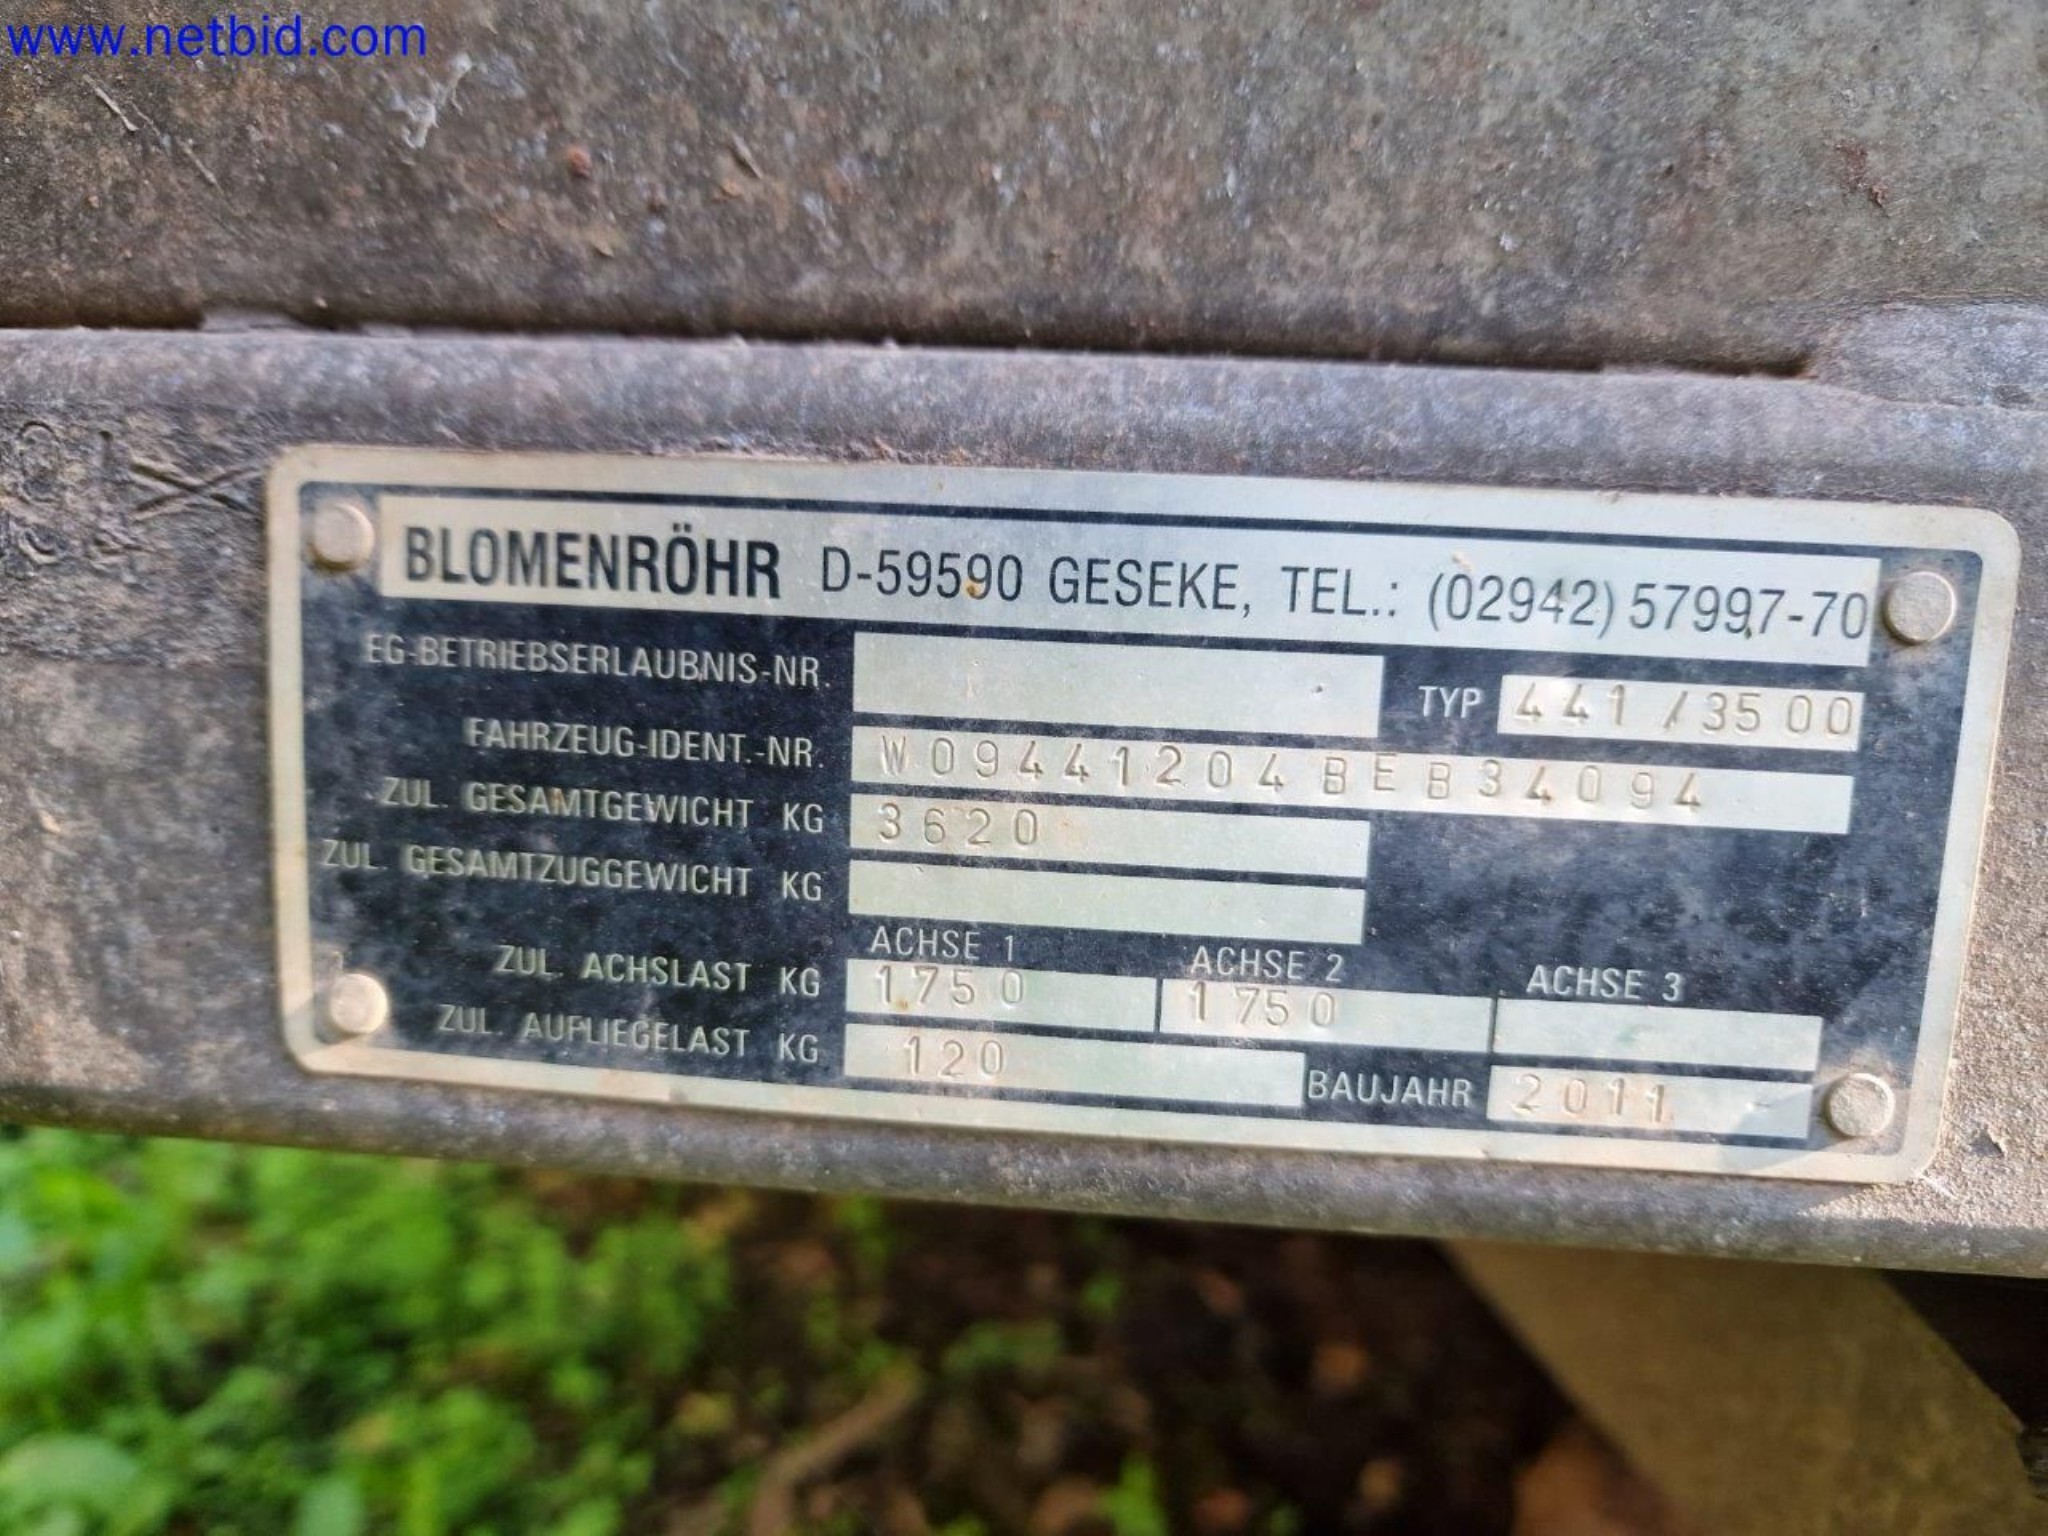 www.netbid.com
BLOMENRÖHR D-59590 GESEKE, TEL.: (02942) 57997-70
EG-BETRIEBSERLAUBNIS-NR. TYP 441/3500
FAHRZEUG-IDENT.-NR. W09441204BEB34094
ZUL. GESAMTGEWICHT KG 3620
ZUL. GESAMTZUGGEWICHT KG
ACHSE 1 ACHSE 2 ACHSE 3
ZUL. ACHSLAST KG 1750 1750
ZUL. AUFLIEGELAST KG 120 BAUJAHR 2011